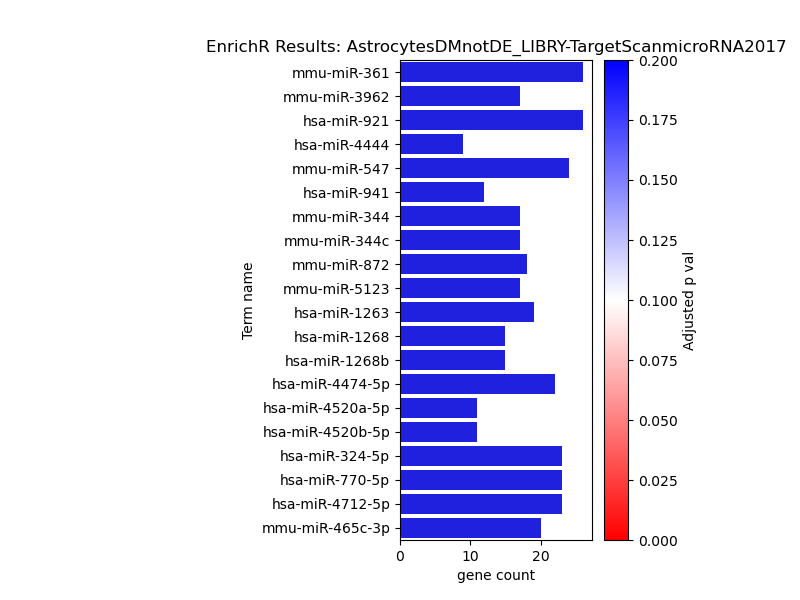 EnrichR Results: AstrocytesDMnotDE_LIBRY-TargetScanmicroRNA2017
mmu-miR-361
mmu-miR-3962
hsa-miR-921
hsa-miR-4444
mmu-miR-547
hsa-miR-941
mmu-miR-344
mmu-miR-344c
mmu-miR-872
mmu-miR-5123
hsa-miR-1263
hsa-miR-1268
hsa-miR-1268b
hsa-miR-4474-5p
hsa-miR-4520a-5p
hsa-miR-4520b-5p
hsa-miR-324-5p
hsa-miR-770-5p
hsa-miR-4712-5p
mmu-miR-465c-3p
Term name
0 10 20
gene count
0.200
0.175
0.150
0.125
0.100
0.075
0.050
0.025
0.000
Adjusted p val